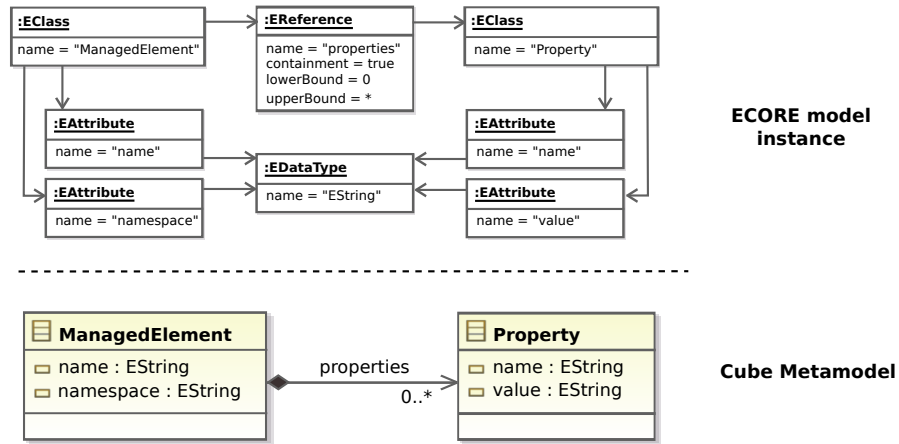 :EClass
name = "ManagedElement"
:EReference
name = "properties"
containment = true
lowerBound = 0
upperBound = *
:EClass
name = "Property"
:EAttribute
name = "name"
:EAttribute
name = "namespace"
:EDataType
name = "EString"
:EAttribute
name = "name"
:EAttribute
name = "value"
ECORE model
instance
ManagedElement
name : EString
namespace : EString
properties
0..*
Property
name : EString
value : EString
Cube Metamodel